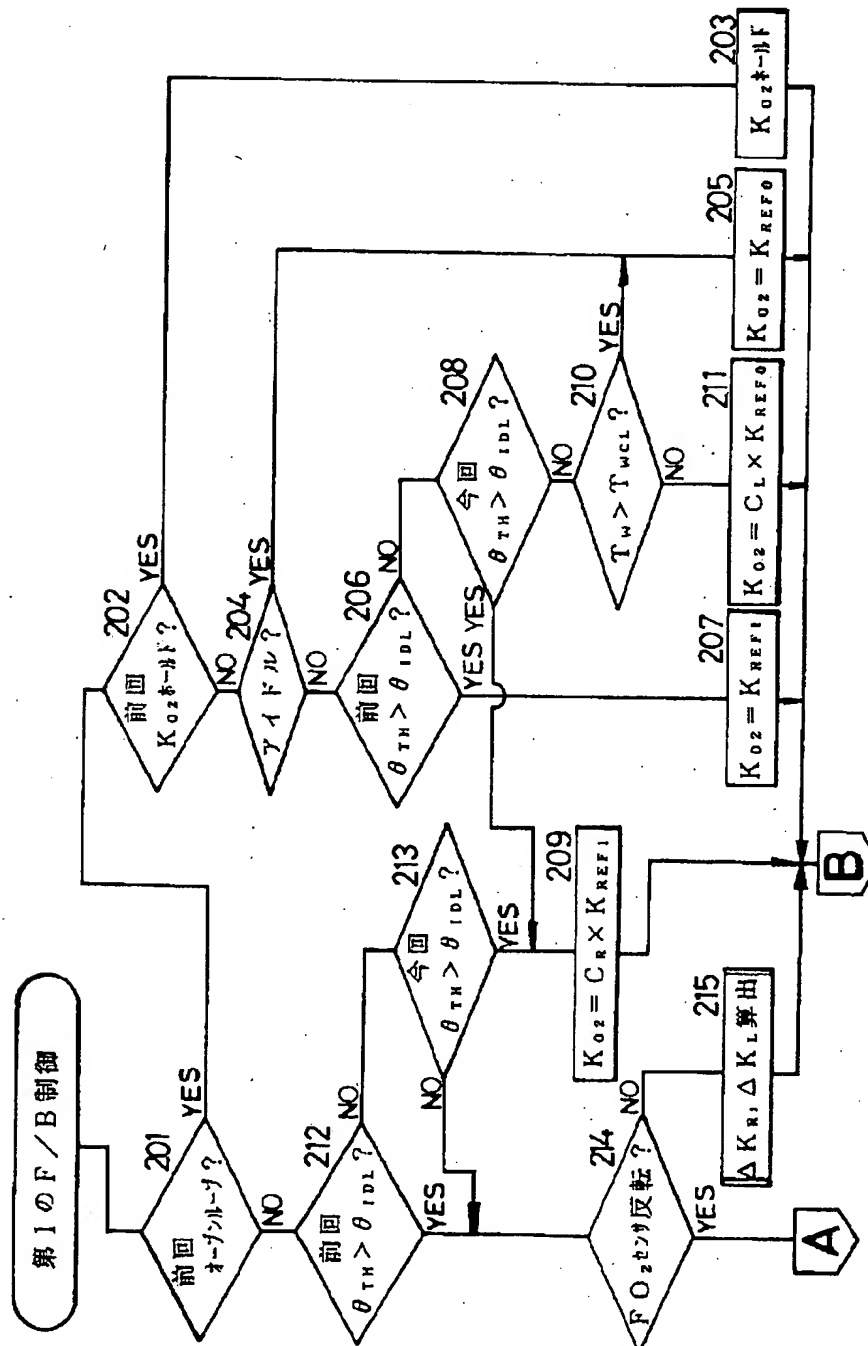 第1のF/B制御
201
前回
オープンループ?
YES
NO
202
前回
KO2ホールド?
YES
NO
203
KO2ホールド
204
アイドル?
YES
NO
205
KO2=KREF0
206
前回
θTH>θIDL?
NO
YES
207
KO2=KREF1
208
今回
θTH>θIDL?
YES
NO
210
TW>TWCL?
YES
NO
211
KO2=CL×KREF0
212
前回
θTH>θIDL?
NO
YES
213
今回
θTH>θIDL?
NO
YES
209
KO2=CR×KREF1
214
FO2センサ反転?
NO
YES
215
ΔKR,ΔKL算出
A
B